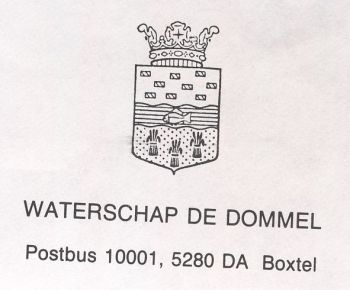 WATERSCHAP DE DOMMEL
Postbus 10001, 5280 DA Boxtel